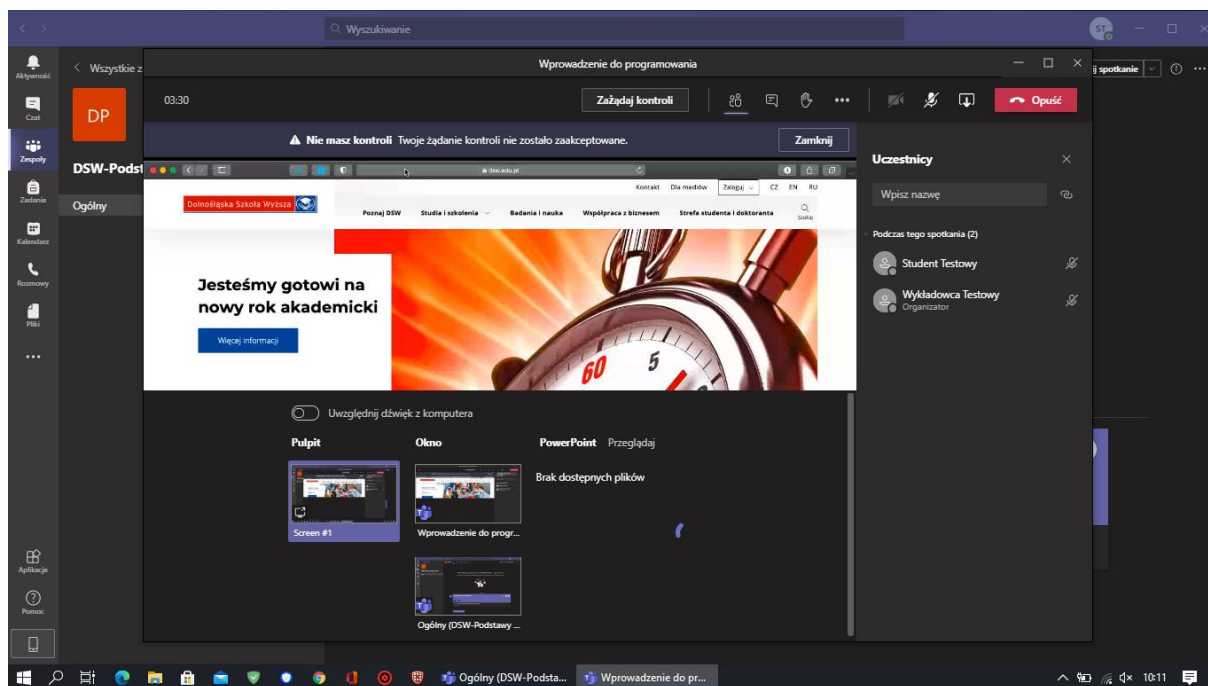 Wyszukiwanie
ST
Aktywność
Czat
Zespoły
Zadania
Kalendarz
Rozmowy
Pliki
Aplikacje
Pomoc
Wszystkie z
DP
DSW-Podst
Ogólny
j spotkanie
Wprowadzenie do programowania
03:30
Zażądaj kontroli
Opuść
Nie masz kontroli Twoje żądanie kontroli nie zostało zaakceptowane.
Zamknij
dsw.edu.pl
Kontakt Dla mediów Zaloguj CZ EN RU
Dolnośląska Szkoła Wyższa
Poznaj DSW Studia i szkolenia Badania i nauka Współpraca z biznesem Strefa studenta i doktoranta Szukaj
Jesteśmy gotowi na
nowy rok akademicki
Więcej informacji
60 5
Uwzględnij dźwięk z komputera
Pulpit Okno PowerPoint Przeglądaj
Brak dostępnych plików
Screen #1
Wprowadzenie do progr...
Ogólny (DSW-Podstawy ...
Uczestnicy
Wpisz nazwę
Podczas tego spotkania (2)
Student Testowy
Wykładowca Testowy
Organizator
Ogólny (DSW-Podsta...
Wprowadzenie do pr...
10:11